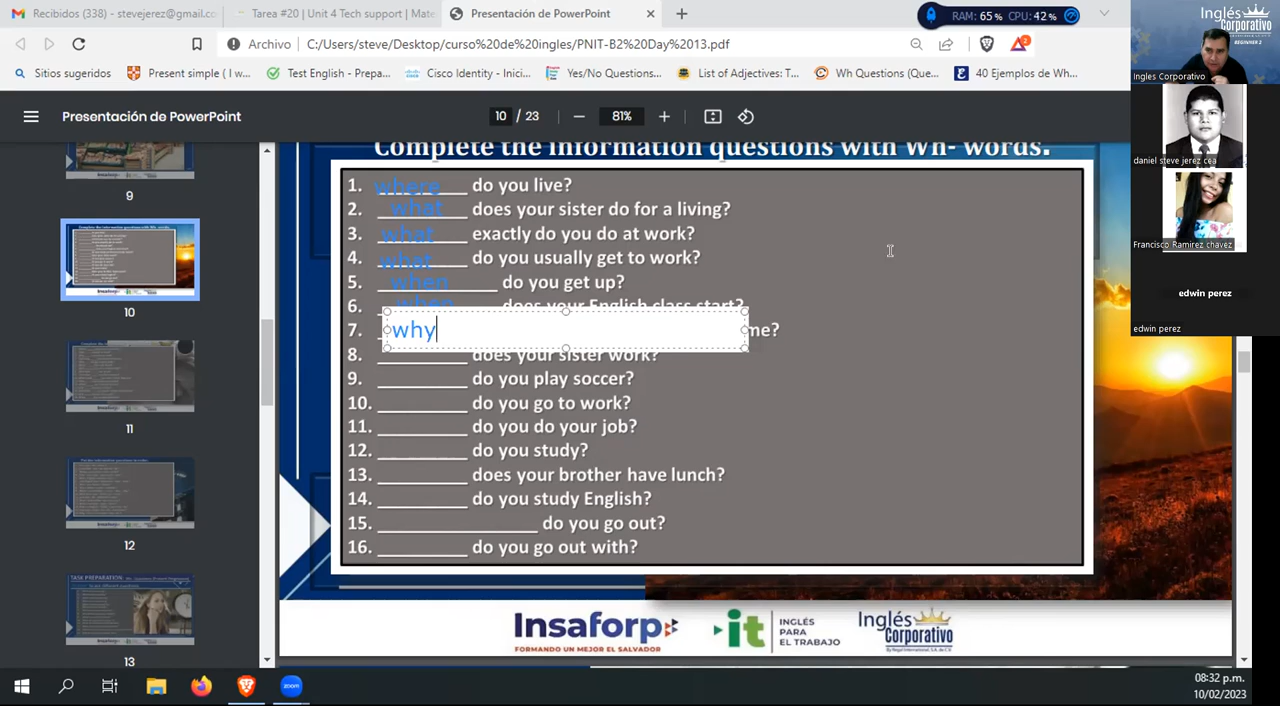 Recibidos (338) - stevejerez@gmail.co
Tarea #20| Unit 4 Teen support | Mate
Presentación de PowerPoint
RAM: 65% CPU: 42%
Archivo
C:/Users/steve/Desktop/curso%20de%20ingles/PNIT-B2%20Day%2013.pdf
2
Sitios sugeridos
Present simple ( I w...
Test English - Prepa...
Cisco Identity - Inici...
Yes/No Questions...
List of Adjectives: T...
Wh Questions (Que...
40 Ejemplos de Wh...
Presentación de PowerPoint
10 / 23
81%
9
10
11
12
13
Complete the information questions with Wh- words.
1. where do you live?
2. what does your sister do for a living?
3. what exactly do you do at work?
4. what do you usually get to work?
5. when do you get up?
6. when does your English class start?
7. why me?
8. does your sister work?
9. ________ do you play soccer?
10. ________ do you go to work?
11. ________ do you do your job?
12. ________ do you study?
13. ________ does your brother have lunch?
14. ________ do you study English?
15. ______________ do you go out?
16. ________ do you go out with?
Insaforp
FORMANDO UN MEJOR EL SALVADOR
it
INGLÉS
PARA
EL TRABAJO
Inglés
Corporativo
Inglés
Corporativo
BEGINNER 2
Ingles Corporativo
daniel steve jerez cea
Francisco Ramirez chavez
edwin perez
edwin perez
zoom
08:32 p.m.
10/02/2023